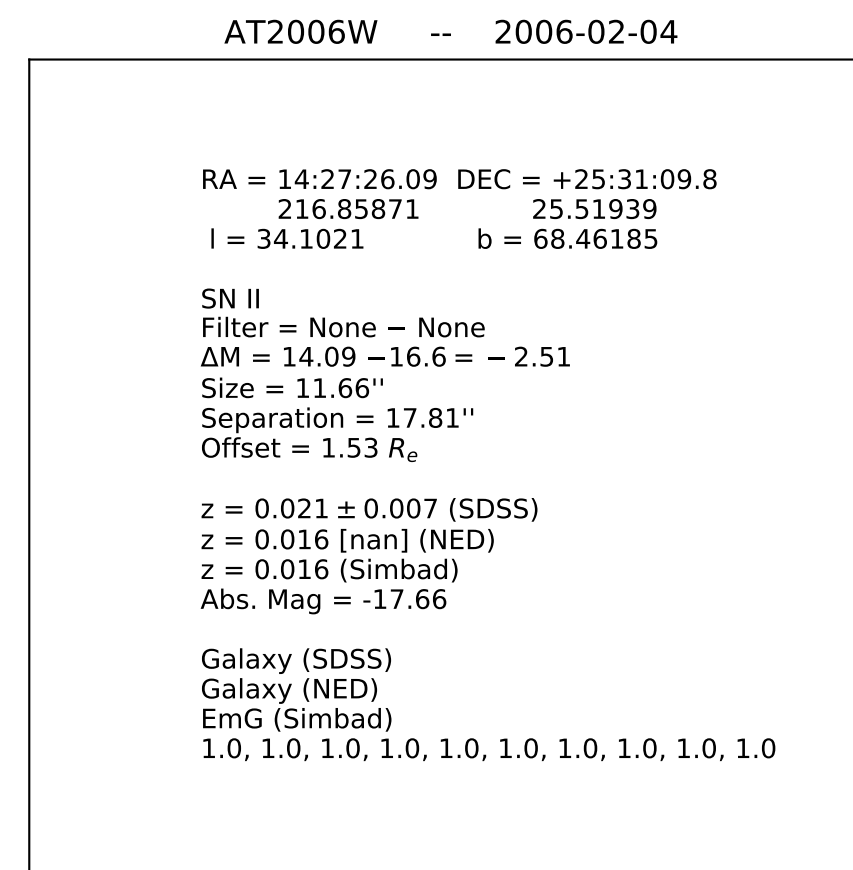 AT2006W -- 2006-02-04
RA = 14:27:26.09 DEC = +25:31:09.8
216.85871 25.51939
l = 34.1021 b = 68.46185
SN II
Filter = None − None
ΔM = 14.09 −16.6 = − 2.51
Size = 11.66''
Separation = 17.81''
Offset = 1.53 Rₑ
z = 0.021 ± 0.007 (SDSS)
z = 0.016 [nan] (NED)
z = 0.016 (Simbad)
Abs. Mag = -17.66
Galaxy (SDSS)
Galaxy (NED)
EmG (Simbad)
1.0, 1.0, 1.0, 1.0, 1.0, 1.0, 1.0, 1.0, 1.0, 1.0